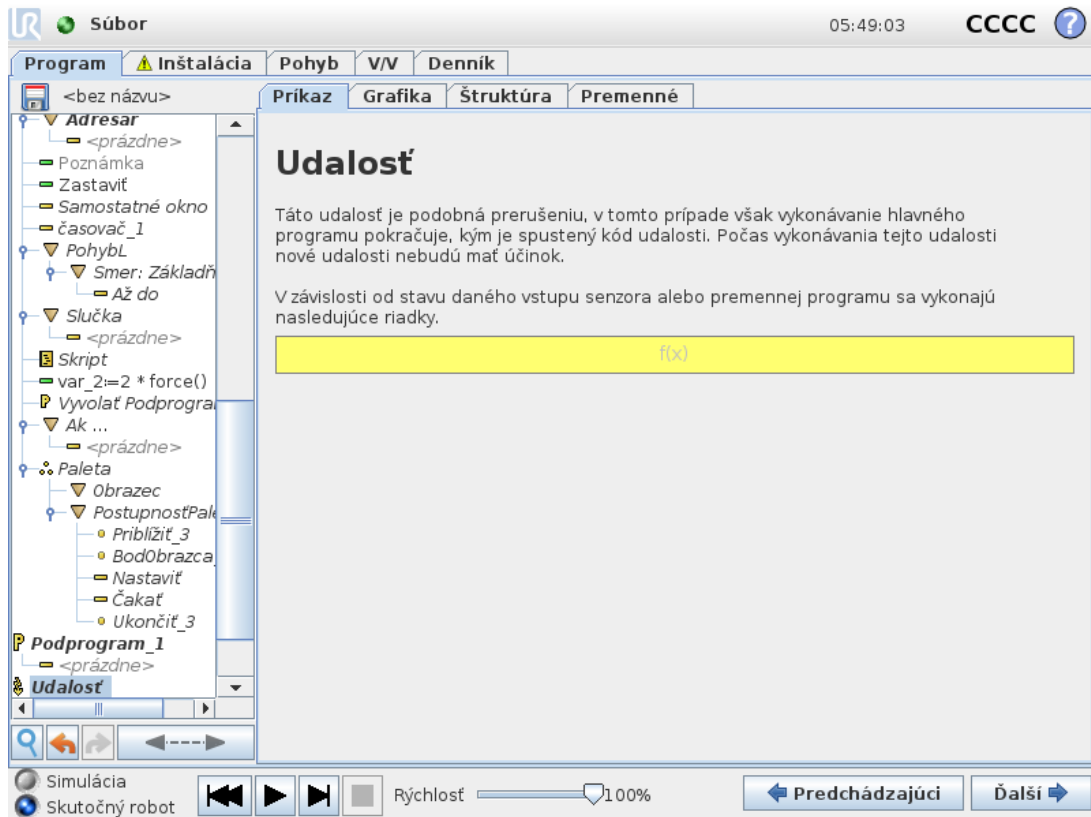 UR
Súbor
05:49:03
CCCC
?
Program
Inštalácia
Pohyb
V/V
Denník
<bez názvu>
Príkaz
Grafika
Štruktúra
Premenné
Adresár
<prázdne>
Poznámka
Zastaviť
Samostatné okno
časovač_1
PohybL
Smer: Základň
Až do
Slučka
<prázdne>
Skript
var_2≔2 * force()
Vyvolať Podprogra
Ak ...
<prázdne>
Paleta
Obrazec
PostupnosťPale
Priblížiť_3
BodObrazca_
Nastaviť
Čakať
Ukončiť_3
Podprogram_1
<prázdne>
Udalosť
Udalosť
Táto udalosť je podobná prerušeniu, v tomto prípade však vykonávanie hlavného
programu pokračuje, kým je spustený kód udalosti. Počas vykonávania tejto udalosti
nové udalosti nebudú mať účinok.
V závislosti od stavu daného vstupu senzora alebo premennej programu sa vykonajú
nasledujúce riadky.
f(x)
Simulácia
Skutočný robot
Rýchlosť
100%
Predchádzajúci
Ďalší